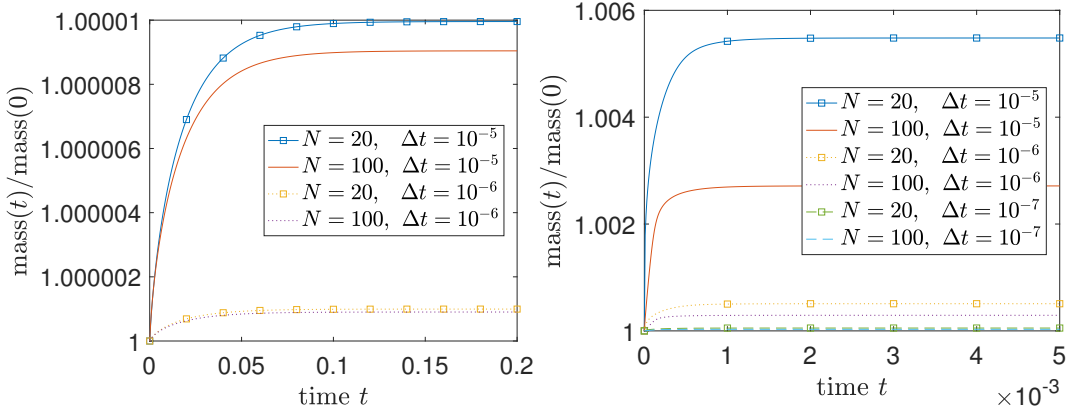 1.00001
1.000008
1.000006
1.000004
1.000002
1
mass(t)/mass(0)
0
0.05
0.1
0.15
0.2
time t
N = 20, Δt = 10⁻⁵
N = 100, Δt = 10⁻⁵
N = 20, Δt = 10⁻⁶
N = 100, Δt = 10⁻⁶
1.006
1.004
1.002
1
mass(t)/mass(0)
0
1
2
3
4
5
time t
×10⁻³
N = 20, Δt = 10⁻⁵
N = 100, Δt = 10⁻⁵
N = 20, Δt = 10⁻⁶
N = 100, Δt = 10⁻⁶
N = 20, Δt = 10⁻⁷
N = 100, Δt = 10⁻⁷